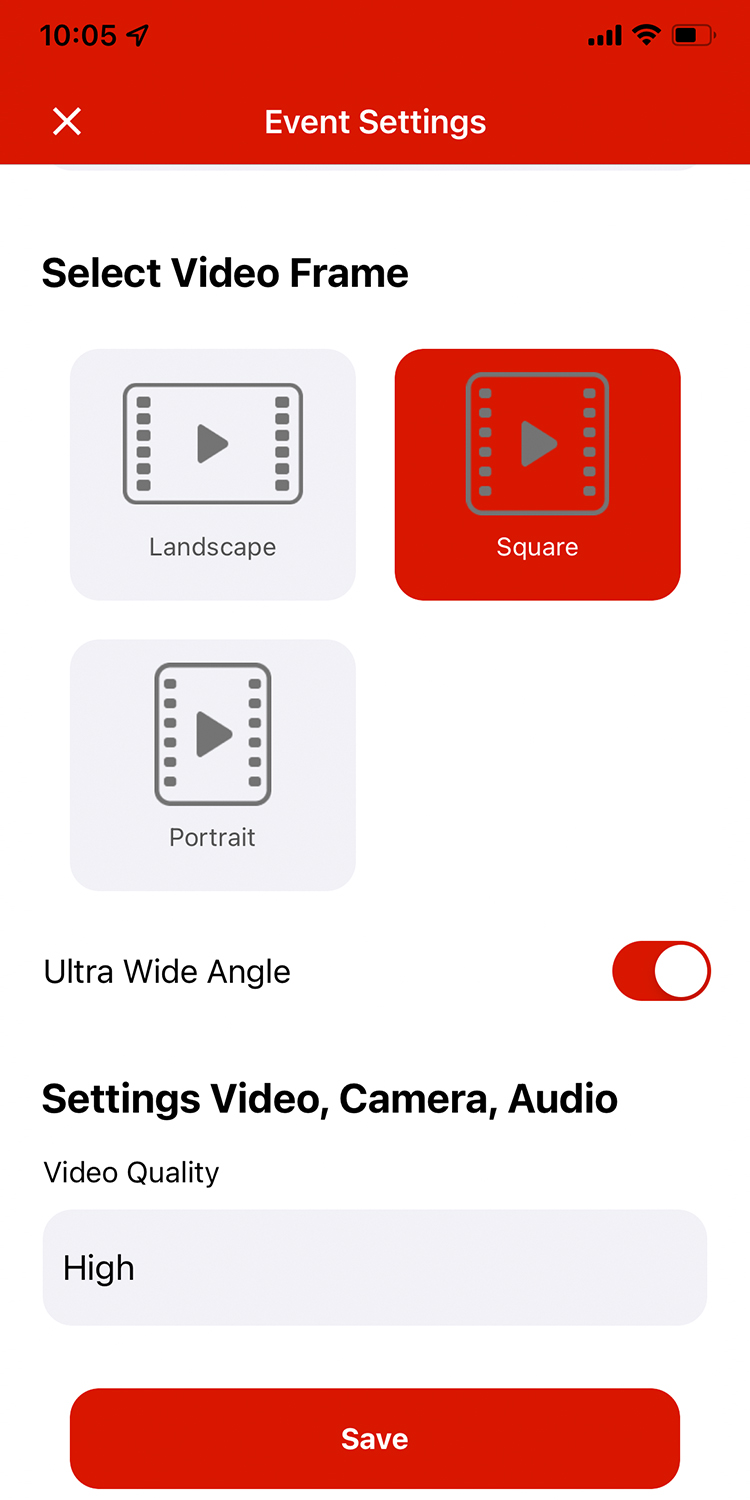 10:05
Event Settings
Select Video Frame
Landscape
Square
Portrait
Ultra Wide Angle
Settings Video, Camera, Audio
Video Quality
High
Save